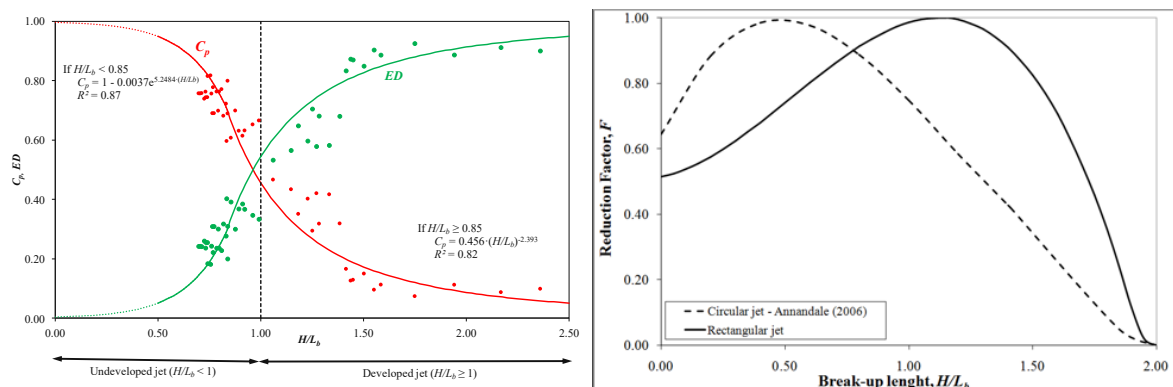 1.00
0.80
0.60
0.40
0.20
0.00
C_p, ED
C_p
If H/L_b < 0.85
C_p = 1 - 0.0037e^5.2484·(H/Lb)
R² = 0.87
ED
If H/L_b ≥ 0.85
C_p = 0.456·(H/L_b)^-2.393
R² = 0.82
0.00 0.50 1.00 1.50 2.00 2.50
H/L_b
Undeveloped jet (H/L_b < 1)
Developed jet (H/L_b ≥ 1)
1.00
0.80
0.60
0.40
0.20
0.00
Reduction Factor, F
Circular jet - Annandale (2006)
Rectangular jet
0.00 0.50 1.00 1.50 2.00
Break-up lenght, H/L_b